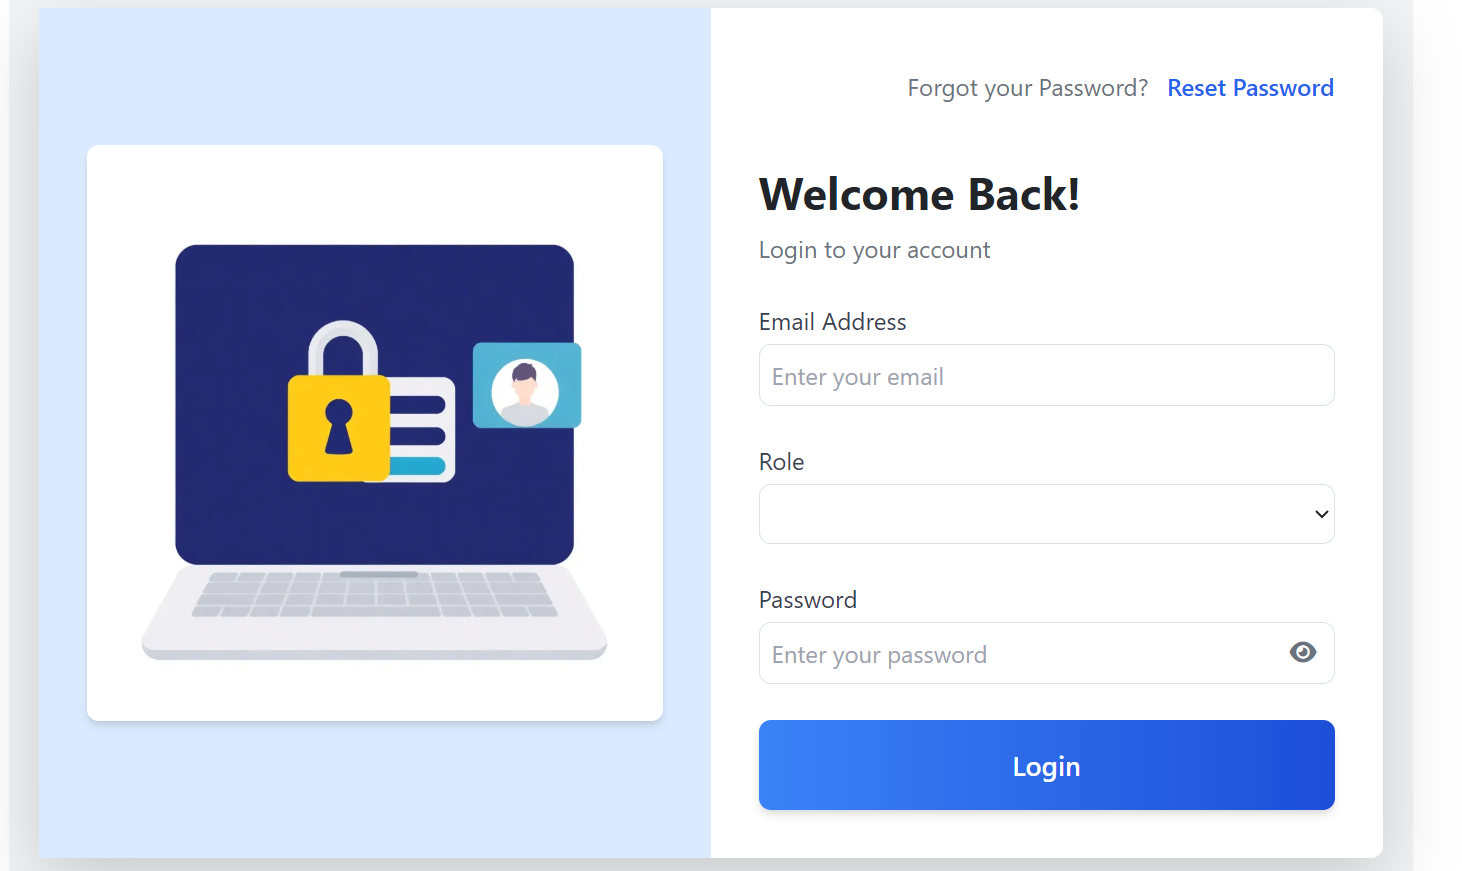 Forgot your Password? Reset Password
Welcome Back!
Login to your account
Email Address
Enter your email
Role
Password
Enter your password
Login